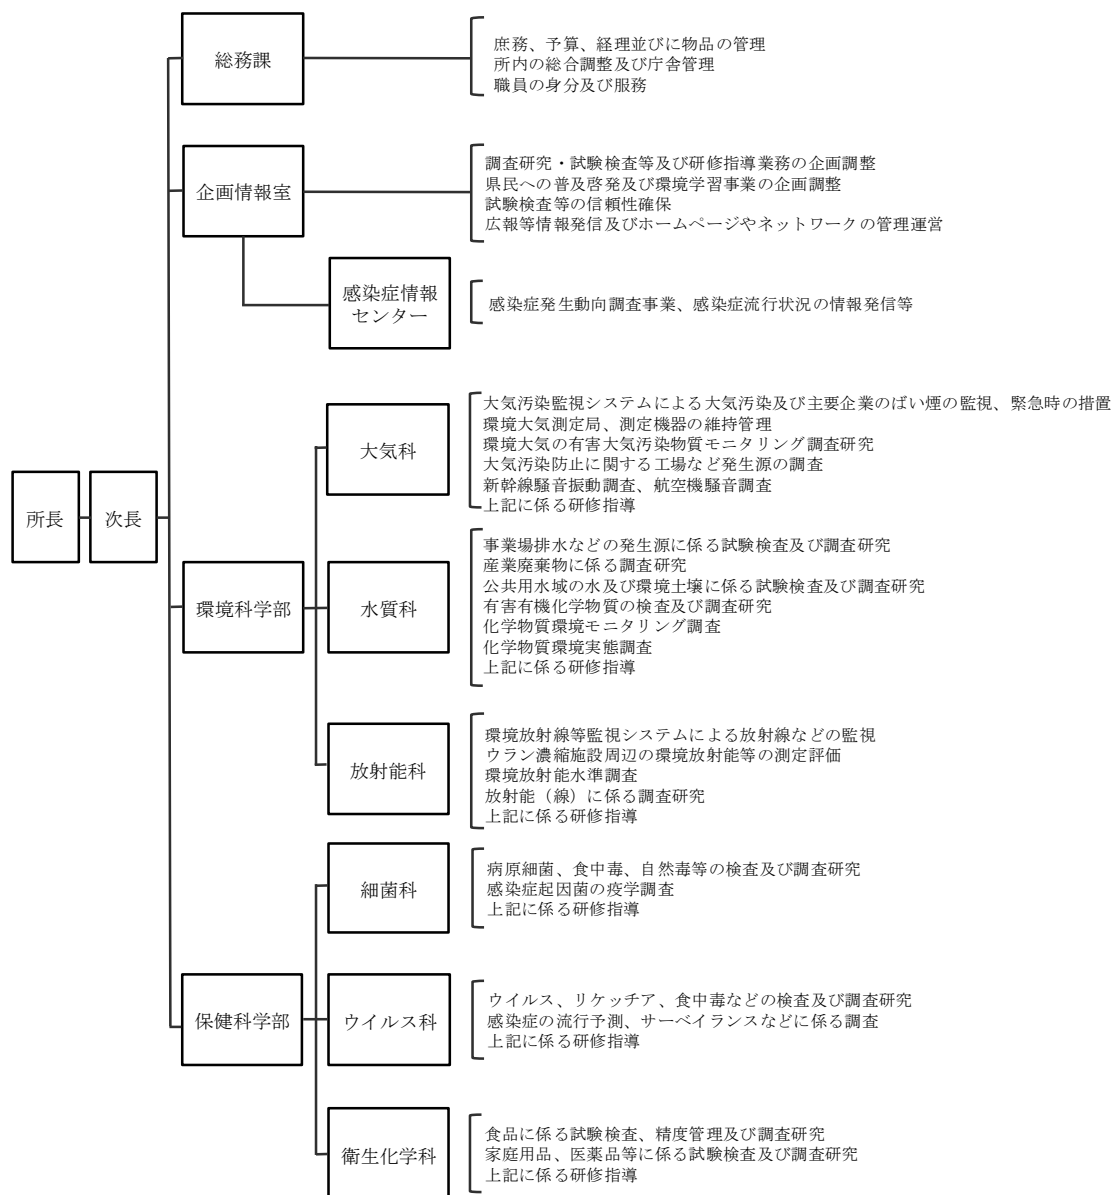 所長
次長
総務課
庶務、予算、経理並びに物品の管理
所内の総合調整及び庁舎管理
職員の身分及び服務
企画情報室
調査研究・試験検査等及び研修指導業務の企画調整
県民への普及啓発及び環境学習事業の企画調整
試験検査等の信頼性確保
広報等情報発信及びホームページやネットワークの管理運営
感染症情報
センター
感染症発生動向調査事業、感染症流行状況の情報発信等
環境科学部
大気科
大気汚染監視システムによる大気汚染及び主要企業のばい煙の監視、緊急時の措置
環境大気測定局、測定機器の維持管理
環境大気の有害大気汚染物質モニタリング調査研究
大気汚染防止に関する工場など発生源の調査
新幹線騒音振動調査、航空機騒音調査
上記に係る研修指導
水質科
事業場排水などの発生源に係る試験検査及び調査研究
産業廃棄物に係る調査研究
公共用水域の水及び環境土壌に係る試験検査及び調査研究
有害有機化学物質の検査及び調査研究
化学物質環境モニタリング調査
化学物質環境実態調査
上記に係る研修指導
放射能科
環境放射線等監視システムによる放射線などの監視
ウラン濃縮施設周辺の環境放射能等の測定評価
環境放射能水準調査
放射能（線）に係る調査研究
上記に係る研修指導
保健科学部
細菌科
病原細菌、食中毒、自然毒等の検査及び調査研究
感染症起因菌の疫学調査
上記に係る研修指導
ウイルス科
ウイルス、リケッチア、食中毒などの検査及び調査研究
感染症の流行予測、サーベイランスなどに係る調査
上記に係る研修指導
衛生化学科
食品に係る試験検査、精度管理及び調査研究
家庭用品、医薬品等に係る試験検査及び調査研究
上記に係る研修指導